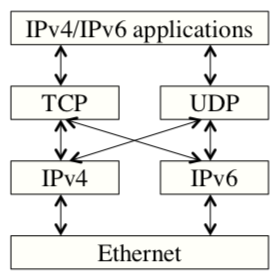 IPv4/IPv6 applications
TCP
UDP
IPv4
IPv6
Ethernet